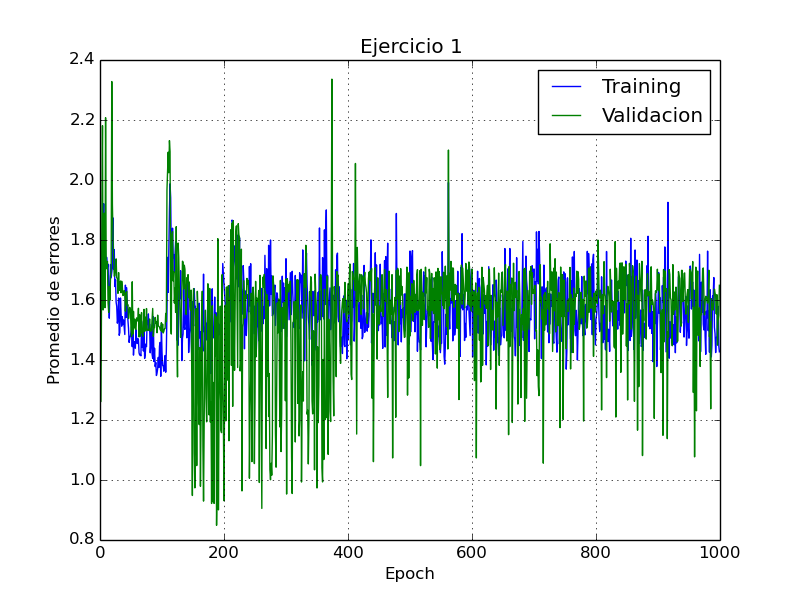 Ejercicio 1
Training
Validacion
Promedio de errores
2.4
2.2
2.0
1.8
1.6
1.4
1.2
1.0
0.8
0 200 400 600 800 1000
Epoch